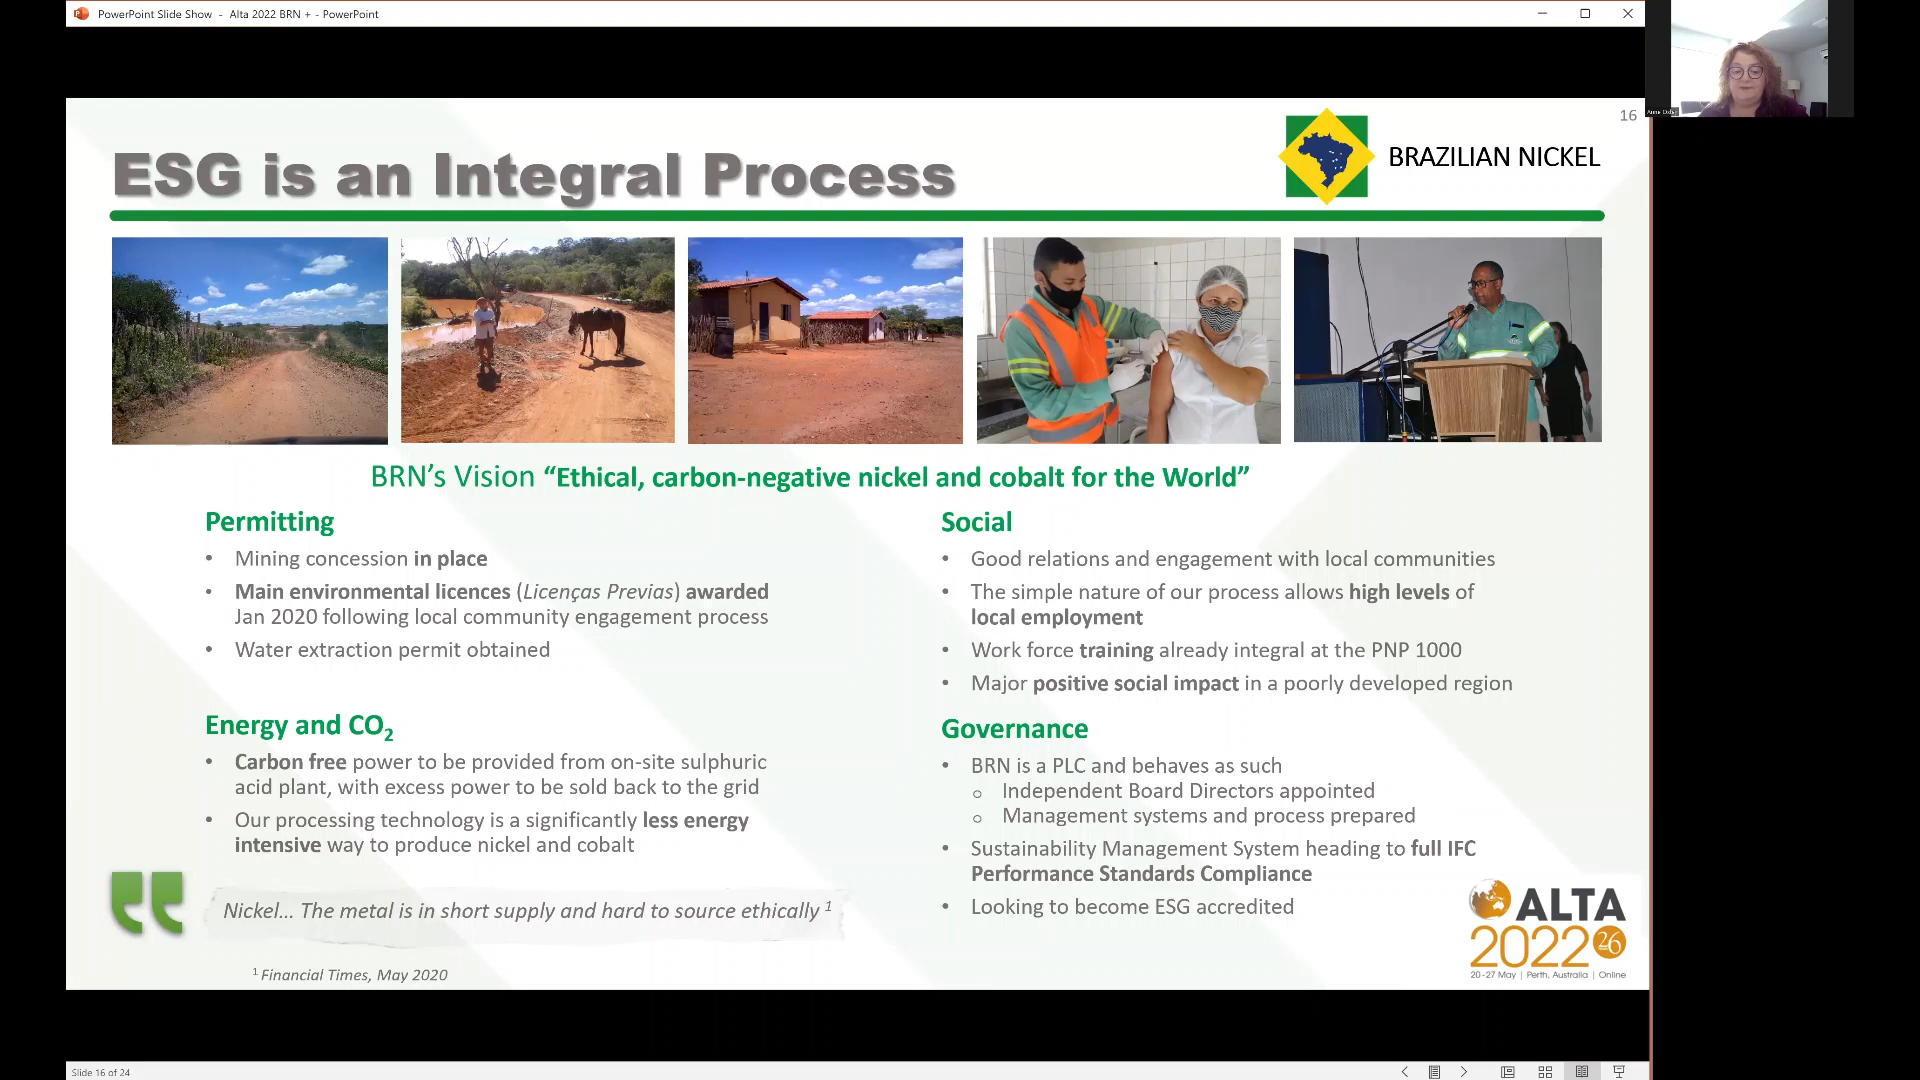 PowerPoint Slide Show - Alta 2022 BRN + - PowerPoint
Anne Oxley
16
ESG is an Integral Process
BRAZILIAN NICKEL
BRN's Vision “Ethical, carbon-negative nickel and cobalt for the World”
Permitting
• Mining concession in place
• Main environmental licences (Licenças Previas) awarded
Jan 2020 following local community engagement process
• Water extraction permit obtained
Energy and CO₂
• Carbon free power to be provided from on-site sulphuric
acid plant, with excess power to be sold back to the grid
• Our processing technology is a significantly less energy
intensive way to produce nickel and cobalt
Nickel… The metal is in short supply and hard to source ethically ¹
¹ Financial Times, May 2020
Social
• Good relations and engagement with local communities
• The simple nature of our process allows high levels of
local employment
• Work force training already integral at the PNP 1000
• Major positive social impact in a poorly developed region
Governance
• BRN is a PLC and behaves as such
o Independent Board Directors appointed
o Management systems and process prepared
• Sustainability Management System heading to full IFC
Performance Standards Compliance
• Looking to become ESG accredited
ALTA
2022 26
20-27 May | Perth, Australia | Online
Slide 16 of 24